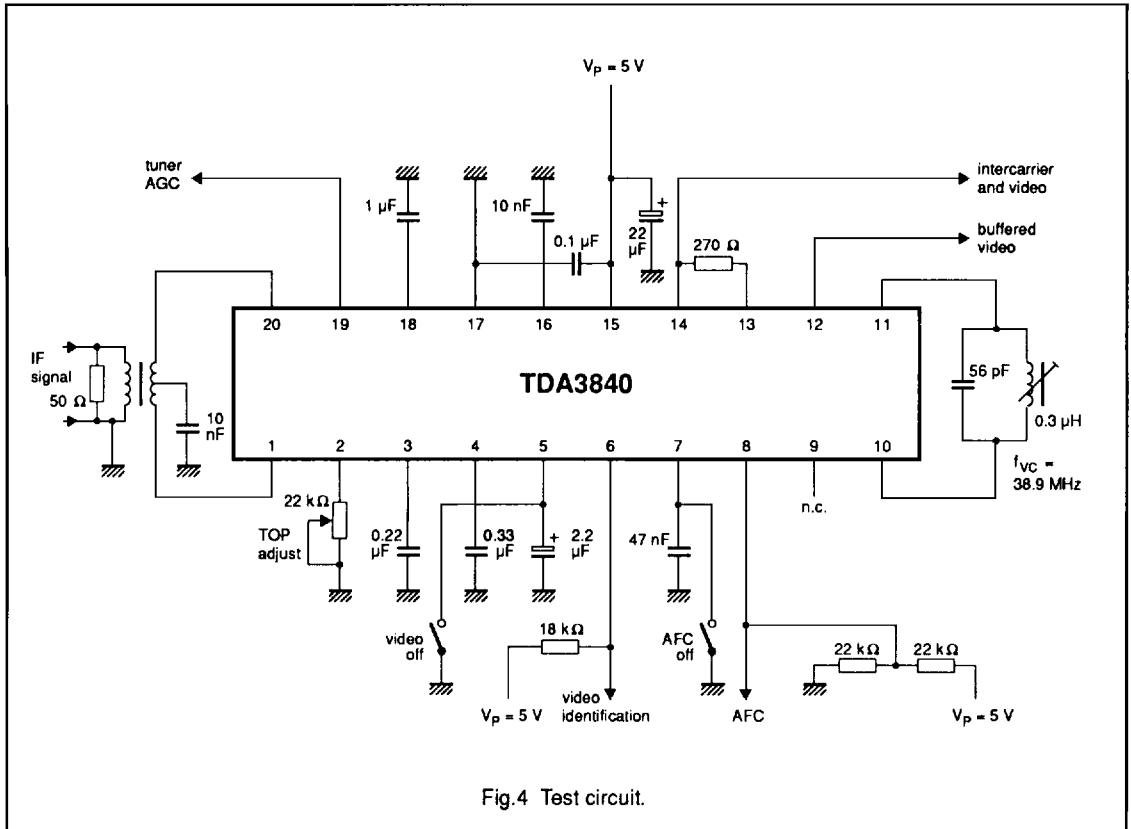 V_P = 5 V
tuner
AGC
intercarrier
and video
1 µF
10 nF
0.1 µF
+
22
µF
270 Ω
buffered
video
20 19 18 17 16 15 14 13 12 11
IF
signal
50 Ω
10
nF
TDA3840
56 pF
0.3 µH
1 2 3 4 5 6 7 8 9 10
f_VC =
38.9 MHz
22 kΩ
TOP
adjust
0.22
µF
0.33
µF
+
2.2
µF
47 nF
n.c.
video
off
18 kΩ
AFC
off
22 kΩ
22 kΩ
V_P = 5 V
video
identification
AFC
V_P = 5 V
Fig.4 Test circuit.